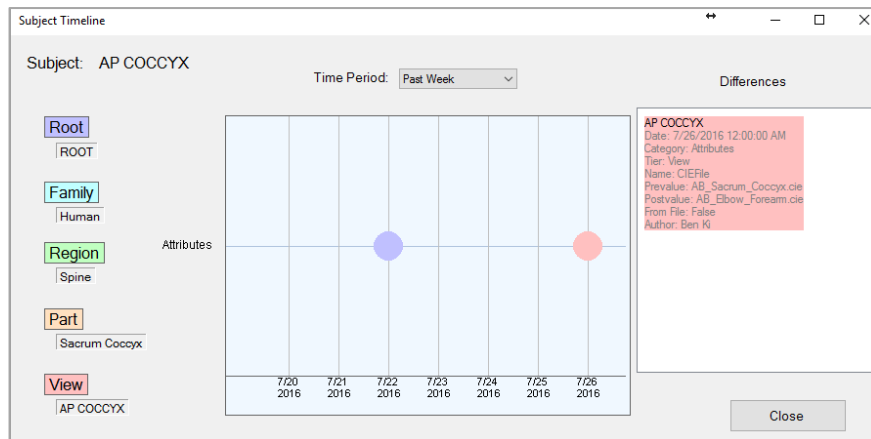 Subject Timeline
Subject: AP COCCYX
Time Period: Past Week
Differences
Root
ROOT
Family
Human
Region
Spine
Part
Sacrum Coccyx
View
AP COCCYX
Attributes
7/20 2016
7/21 2016
7/22 2016
7/23 2016
7/24 2016
7/25 2016
7/26 2016
AP COCCYX
Date: 7/26/2016 12:00:00 AM
Category: Attributes
Tier: View
Name: CIEFile
Prevalue: AB_Sacrum_Coccyx.cie
Postvalue: AB_Elbow_Forearm.cie
From File: False
Author: Ben Ki
Close